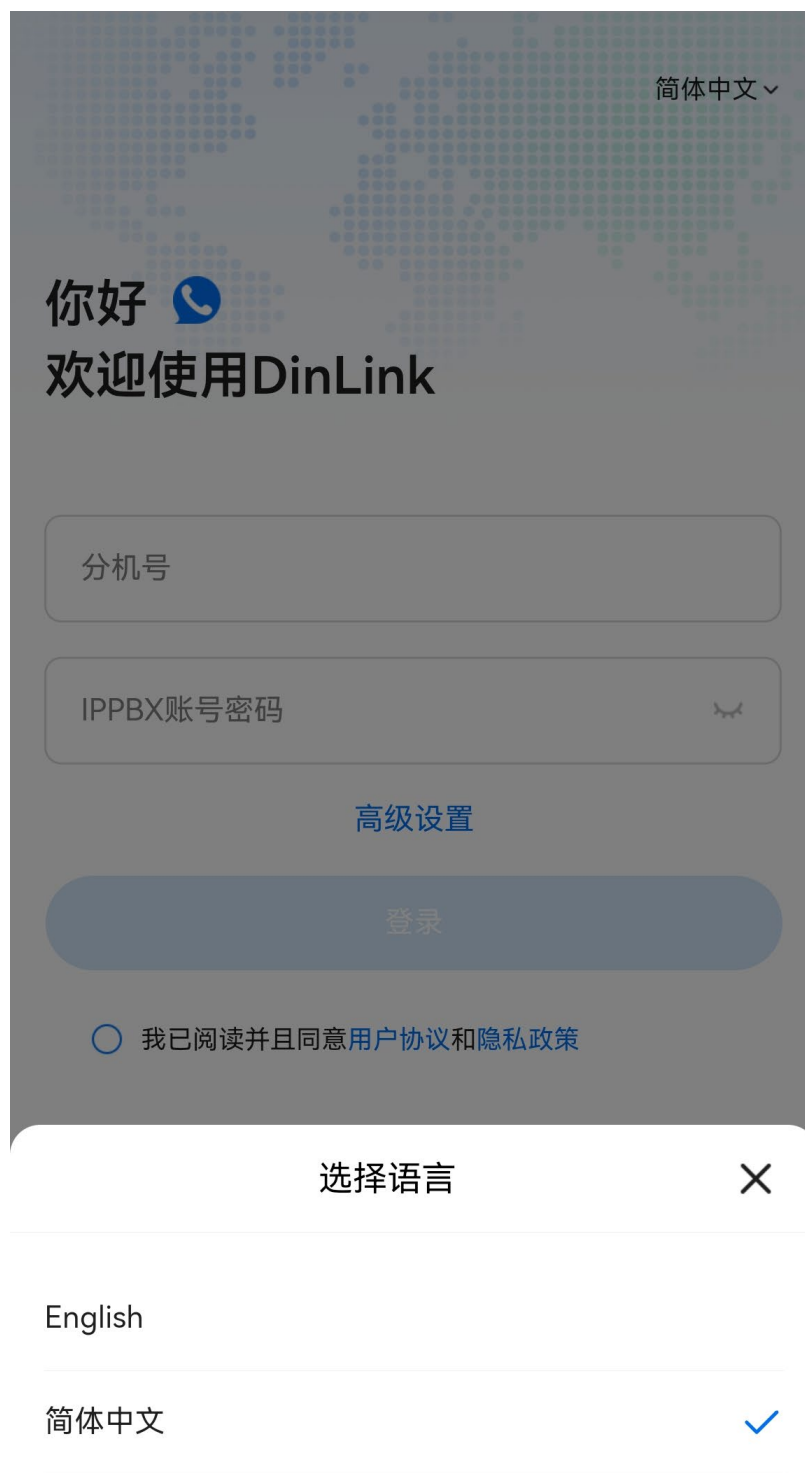 简体中文
你好
欢迎使用DinLink
分机号
IPPBX账号密码
高级设置
登录
我已阅读并且同意用户协议和隐私政策
选择语言
English
简体中文